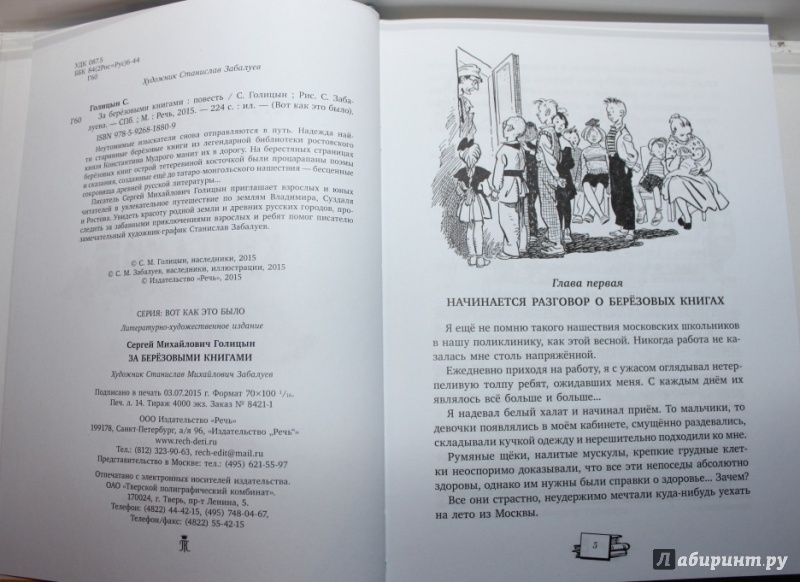 УДК 087.5
ББК 84(2Рос=Рус)6-44
Г60
Художник Станислав Забалуев
Голицын С.
Г60 За берёзовыми книгами : повесть / С. Голицын ; Рис. С. Заба-
луева. — СПб. ; М. : Речь, 2015. — 224 с. : ил. — (Вот как это было).
ISBN 978-5-9268-1880-9
Неутомимые изыскатели снова отправляются в путь. Надежда най-
ти старинные берёзовые книги из легендарной библиотеки ростовского
князя Константина Мудрого манит их в дорогу. На берестяных страницах
берёзовых книг острой тетеревиной косточкой были процарапаны поэмы
и сказания, созданные ещё до татаро-монгольского нашествия — бесценные
сокровища древней русской литературы...
Писатель Сергей Михайлович Голицын приглашает взрослых и юных
читателей в увлекательное путешествие по землям Владимира, Суздаля
и Ростова. Увидеть красоту родной земли и древних русских городов, про-
следить за забавными приключениями взрослых и ребят помог писателю
замечательный художник-график Станислав Забалуев.
© С. М. Голицын, наследники, 2015
© С. М. Забалуев, наследники, иллюстрации, 2015
© Издательство «Речь», 2015
СЕРИЯ: ВОТ КАК ЭТО БЫЛО
Литературно-художественное издание
Сергей Михайлович Голицын
ЗА БЕРЁЗОВЫМИ КНИГАМИ
Художник Станислав Михайлович Забалуев
Подписано в печать 03.07.2015 г. Формат 70×100 1/16.
Печ. л. 14. Тираж 4000 экз. Заказ № 8421-1
ООО Издательство «Речь»
199178, Санкт-Петербург, а/я 96, «Издательство „Речь“»
www.rech-deti.ru
Тел.: (812) 323-90-63, rech-edit@mail.ru
Представительство в Москве: тел.: (495) 621-55-97
Отпечатано с электронных носителей издательства.
ОАО «Тверской полиграфический комбинат».
170024, г. Тверь, пр-т Ленина, 5.
Телефон: (4822) 44-42-15, (495) 748-04-67,
Телефон/факс: (4822) 55-42-15
Глава первая
НАЧИНАЕТСЯ РАЗГОВОР О БЕРЁЗОВЫХ КНИГАХ
Я ещё не помню такого нашествия московских школьников
в нашу поликлинику, как этой весной. Никогда работа не ка-
залась мне столь напряжённой.
Ежедневно приходя на работу, я с ужасом оглядывал нетер-
пеливую толпу ребят, ожидавших меня. С каждым днём их
являлось всё больше и больше...
Я надевал белый халат и начинал приём. То мальчики, то
девочки появлялись в моём кабинете, смущённо раздевались,
складывали кучкой одежду и нерешительно подходили ко мне.
Румяные щёки, налитые мускулы, крепкие грудные клет-
ки неоспоримо доказывали, что все эти непоседы абсолютно
здоровы, однако им нужны были справки о здоровье... Зачем?
Все они страстно, неудержимо мечтали куда-нибудь уехать
на лето из Москвы.
5
Лабиринт.ру